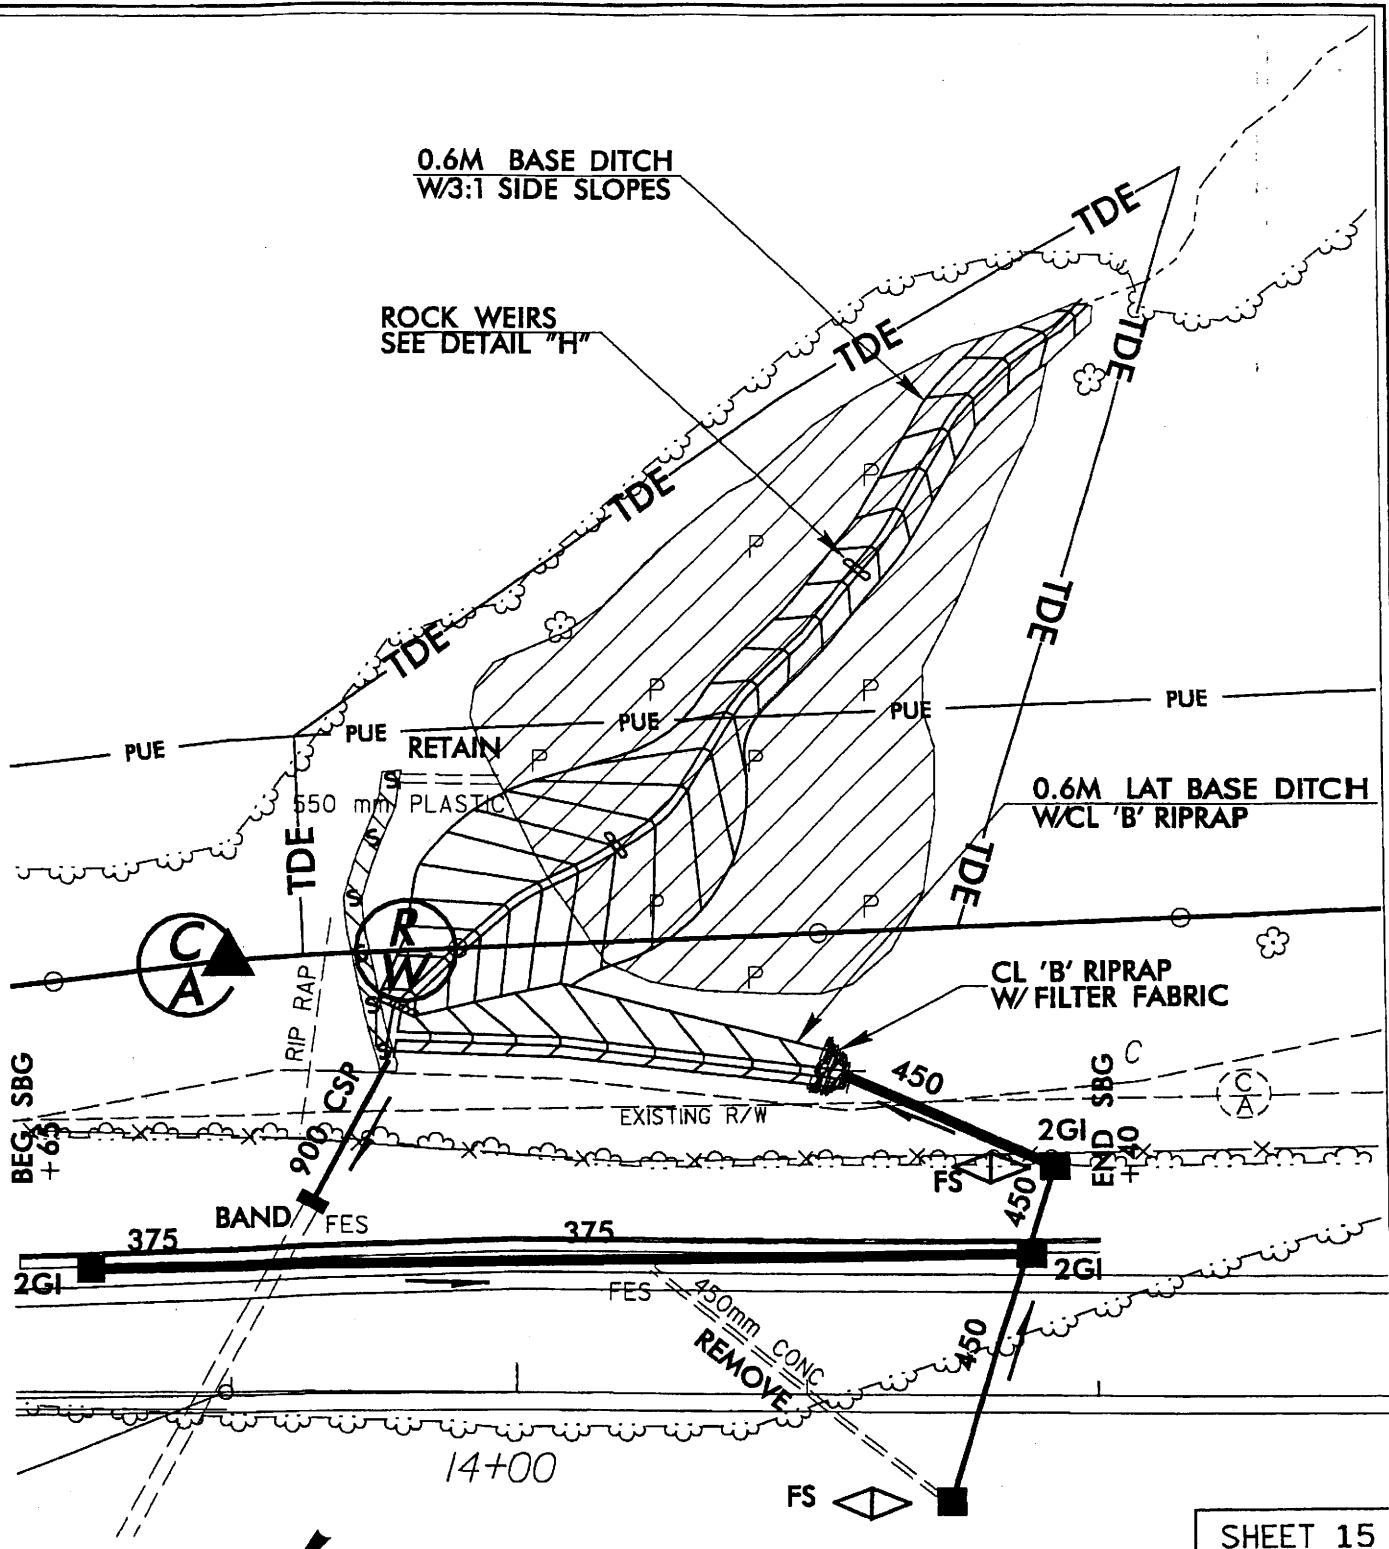 0.6M BASE DITCH
W/3:1 SIDE SLOPES
TDE
ROCK WEIRS
SEE DETAIL "H"
TDE
TDE
P
TDE
P
TDE
TDE
P
P
PUE
PUE
PUE
PUE
PUE
RETAIN
P
P
550 mm PLASTIC
S
0.6M LAT BASE DITCH
W/CL 'B' RIPRAP
S
TDE
TDE
S
P
P
C
A
R
W
CL 'B' RIPRAP
W/ FILTER FABRIC
P
RIP RAP
S
S
BEG SBG
+65
900 CSP
450
END SBG
+40
C
C
A
EXISTING R/W
2GI
FS
450
BAND
FES
375
375
2GI
2GI
FES
450mm CONC
REMOVE
450
14+00
FS
SHEET 15